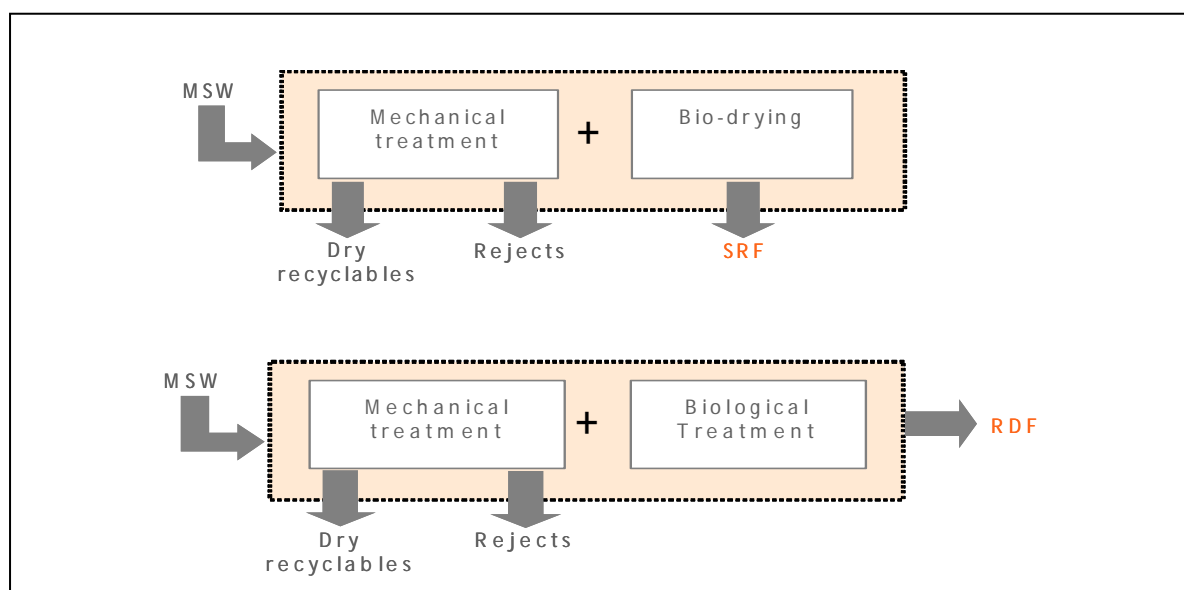 MSW
Mechanical
treatment
+
Bio-drying
Dry
recyclables
Rejects
SRF
MSW
Mechanical
treatment
+
Biological
Treatment
RDF
Dry
recyclables
Rejects